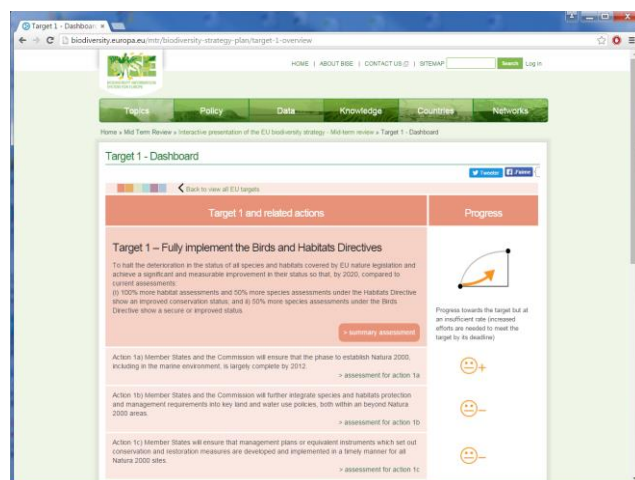 Target 1 - Dashboard
biodiversity.europa.eu/mtr/biodiversity-strategy-plan/target-1-overview
HOME | ABOUT BISE | CONTACT US | SITEMAP Search Log in
BISE
BIODIVERSITY INFORMATION
SYSTEM FOR EUROPE
Topics Policy Data Knowledge Countries Networks
Home » Mid Term Review » Interactive presentation of the EU biodiversity strategy - Mid-term review » Target 1 - Dashboard
Target 1 - Dashboard
Tweeter J'aime
Back to view all EU targets
Target 1 and related actions Progress
Target 1 – Fully implement the Birds and Habitats Directives
To halt the deterioration in the status of all species and habitats covered by EU nature legislation and
achieve a significant and measurable improvement in their status so that, by 2020, compared to
current assessments:
(i) 100% more habitat assessments and 50% more species assessments under the Habitats Directive
show an improved conservation status; and ii) 50% more species assessments under the Birds
Directive show a secure or improved status.
» summary assessment
Progress towards the target but at
an insufficient rate (increased
efforts are needed to meet the
target by its deadline)
Action 1a) Member States and the Commission will ensure that the phase to establish Natura 2000,
including in the marine environment, is largely complete by 2012.
> assessment for action 1a
Action 1b) Member States and the Commission will further integrate species and habitats protection
and management requirements into key land and water use policies, both within an beyond Natura
2000 areas.
> assessment for action 1b
Action 1c) Member States will ensure that management plans or equivalent instruments which set out
conservation and restoration measures are developed and implemented in a timely manner for all
Natura 2000 sites.
> assessment for action 1c